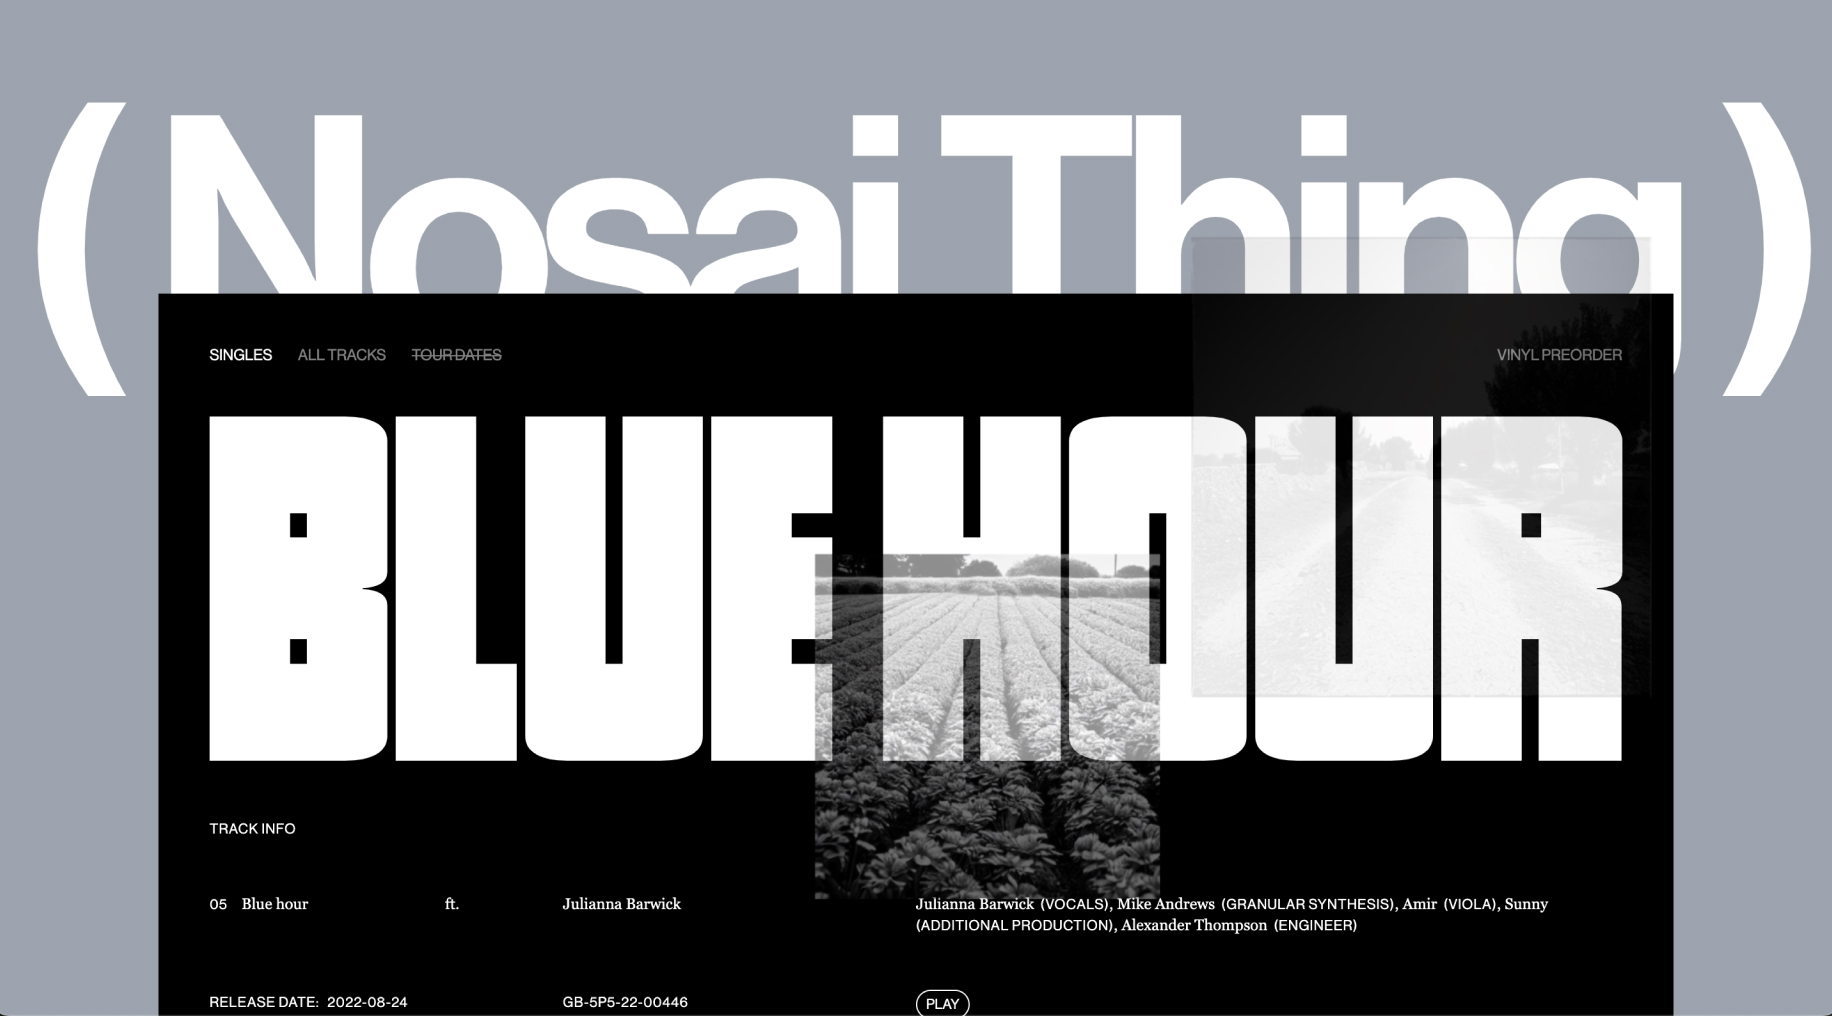 (Nosaj Thing)
SINGLES ALL TRACKS TOUR DATES VINYL PREORDER
BLUE HOUR
TRACK INFO
05 Blue hour ft. Julianna Barwick Julianna Barwick (VOCALS), Mike Andrews (GRANULAR SYNTHESIS), Amir (VIOLA), Sunny
(ADDITIONAL PRODUCTION), Alexander Thompson (ENGINEER)
RELEASE DATE: 2022-08-24 GB-5P5-22-00446 PLAY